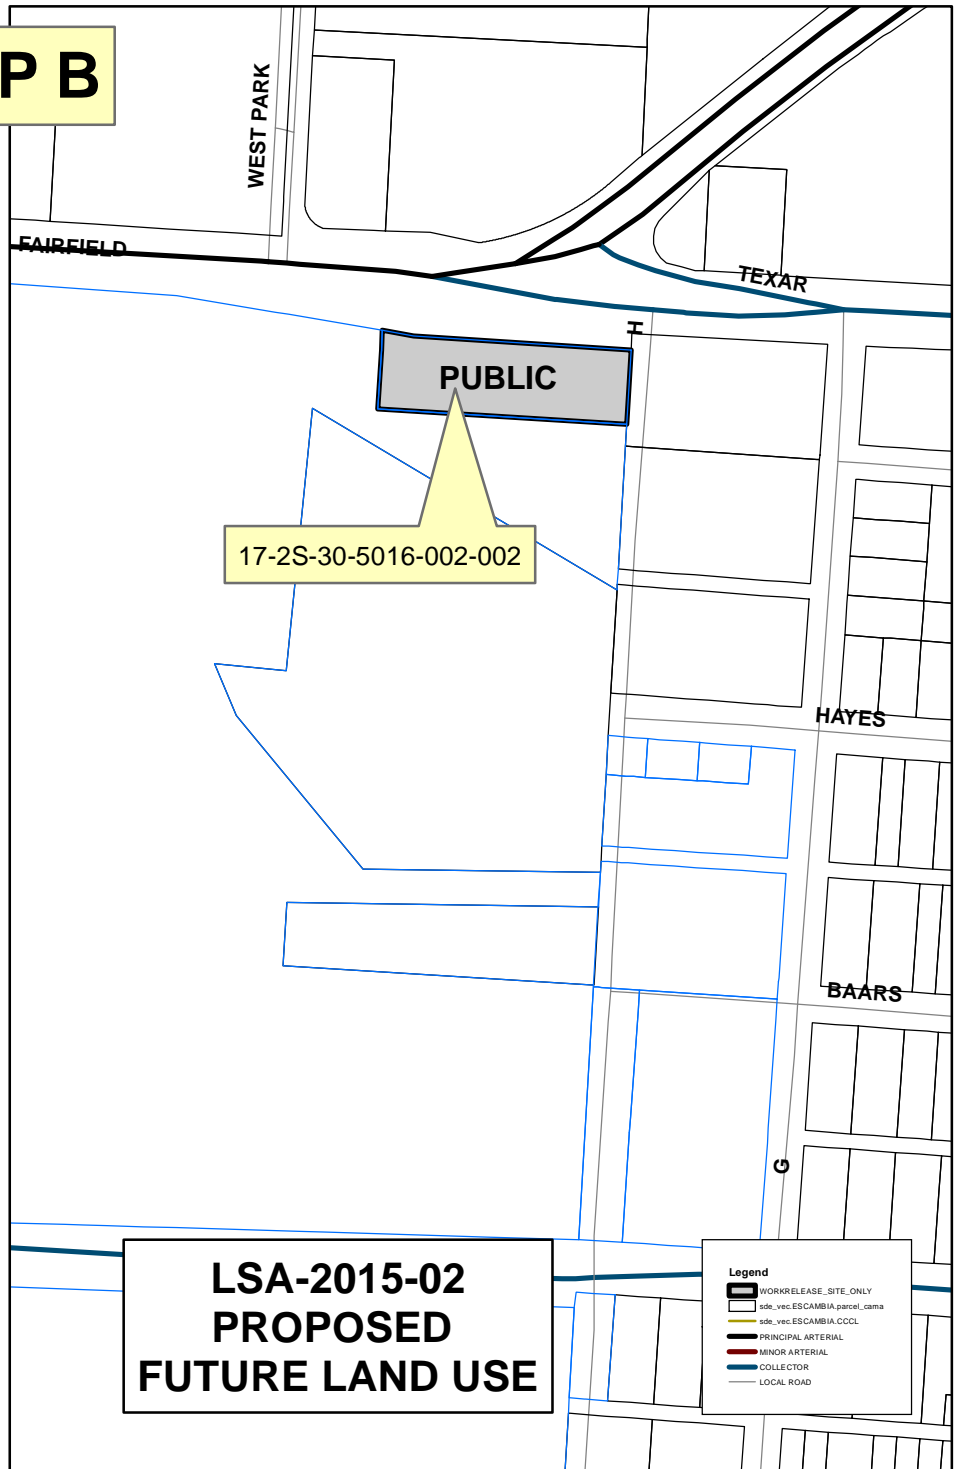 P B
WEST PARK
FAIRFIELD
TEXAR
H
PUBLIC
17-2S-30-5016-002-002
HAYES
BAARS
G
LSA-2015-02
PROPOSED
FUTURE LAND USE
Legend
WORKRELEASE_SITE_ONLY
sde_vec.ESCAMBIA.parcel_cama
sde_vec.ESCAMBIA.CCCL
PRINCIPAL ARTERIAL
MINOR ARTERIAL
COLLECTOR
LOCAL ROAD